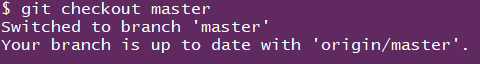 $ git checkout master
Switched to branch 'master'
Your branch is up to date with 'origin/master'.